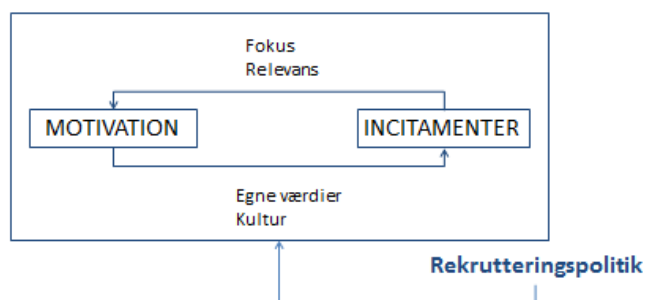 Fokus
Relevans
MOTIVATION
INCITAMENTER
Egne værdier
Kultur
Rekrutteringspolitik